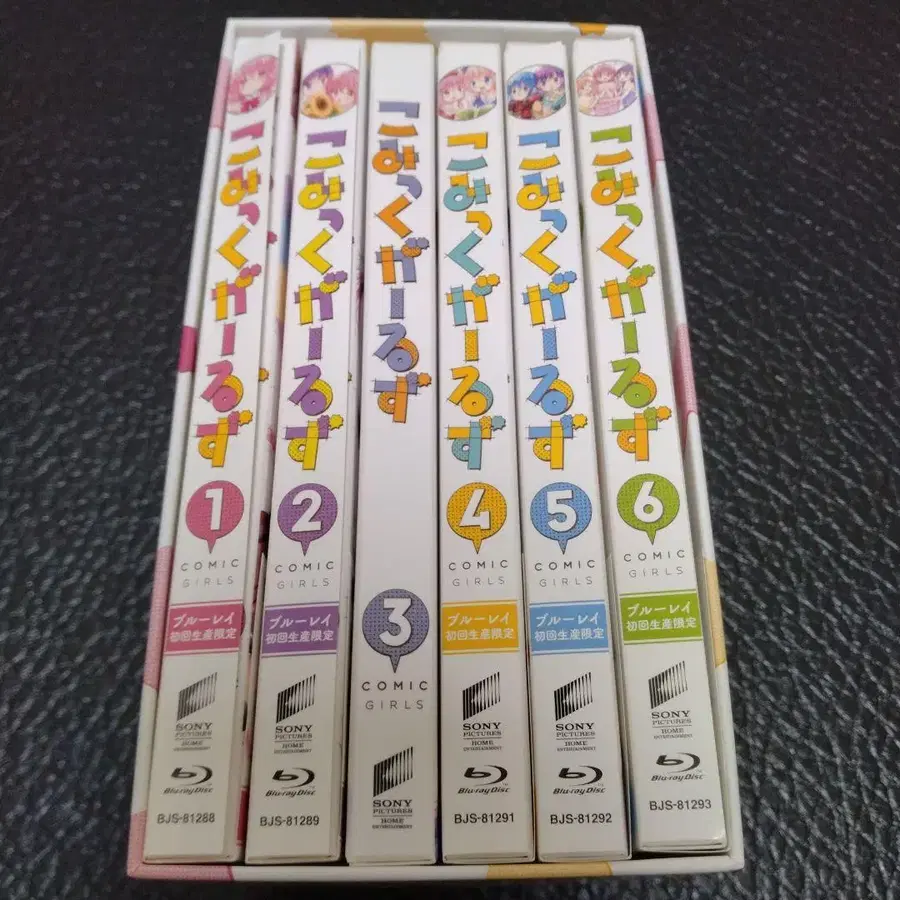 こみっくがーるず
1
COMIC
GIRLS
ブルーレイ
初回生産限定
SONY
PICTURES
HOME
ENTERTAINMENT
Blu-ray Disc
BJS-81288
こみっくがーるず
2
COMIC
GIRLS
ブルーレイ
初回生産限定
SONY
PICTURES
HOME
ENTERTAINMENT
Blu-ray Disc
BJS-81289
こみっくがーるず
3
COMIC
GIRLS
SONY
PICTURES
HOME
ENTERTAINMENT
こみっくがーるず
4
COMIC
GIRLS
ブルーレイ
初回生産限定
SONY
PICTURES
HOME
ENTERTAINMENT
Blu-ray Disc
BJS-81291
こみっくがーるず
5
COMIC
GIRLS
ブルーレイ
初回生産限定
SONY
PICTURES
HOME
ENTERTAINMENT
Blu-ray Disc
BJS-81292
こみっくがーるず
6
COMIC
GIRLS
ブルーレイ
初回生産限定
SONY
PICTURES
HOME
ENTERTAINMENT
Blu-ray Disc
BJS-81293